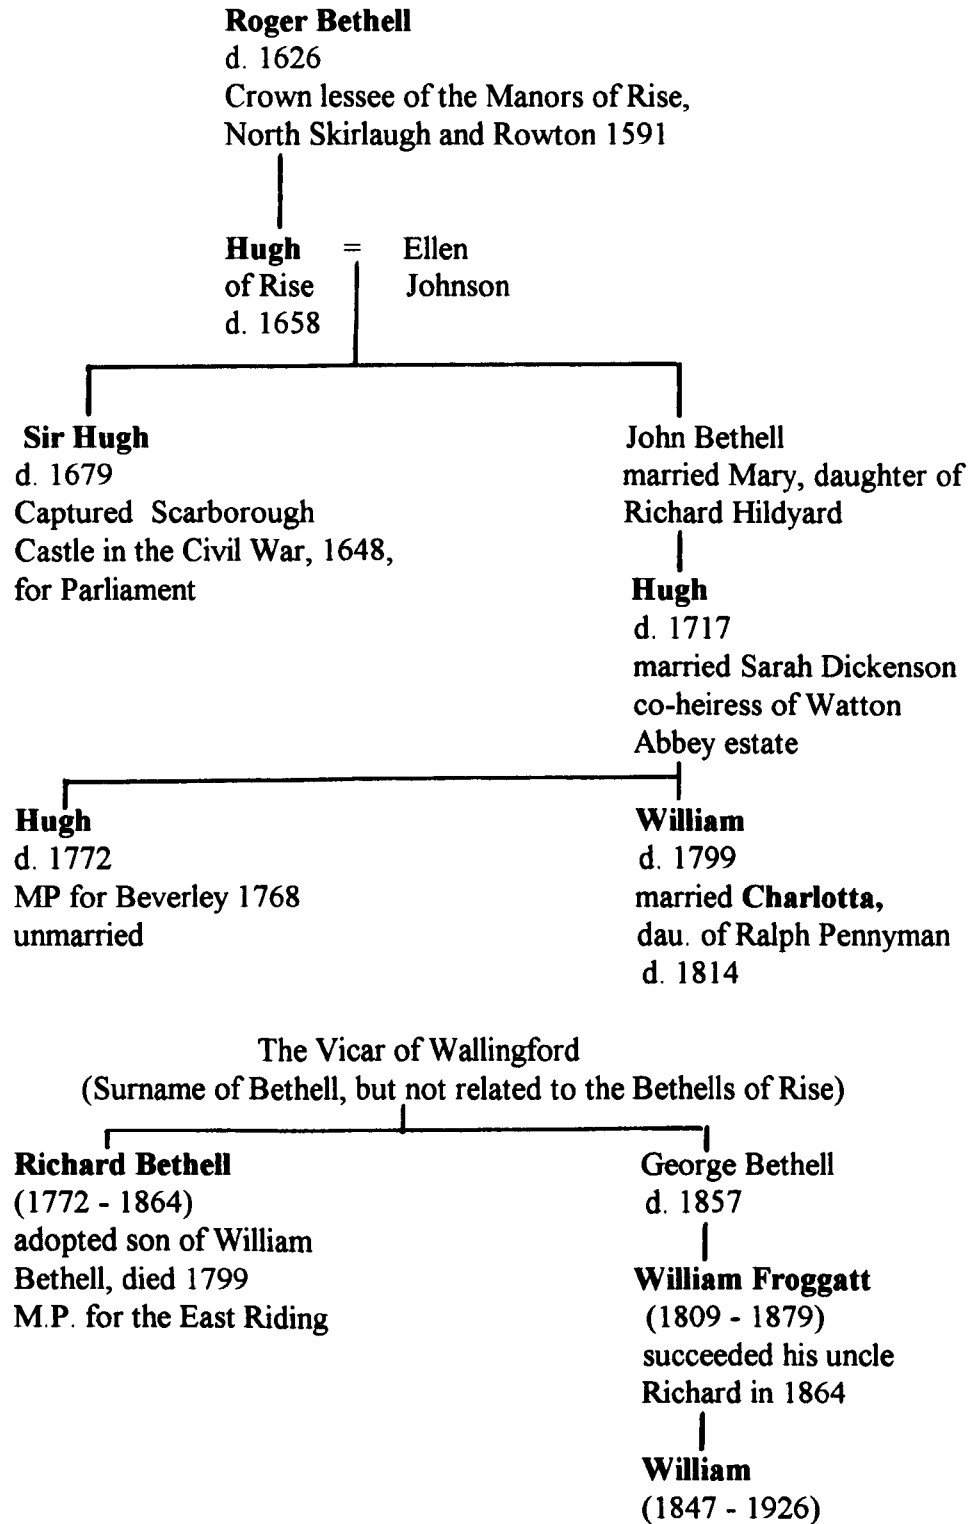 Roger Bethell
d. 1626
Crown lessee of the Manors of Rise,
North Skirlaugh and Rowton 1591
Hugh = Ellen
of Rise Johnson
d. 1658
Sir Hugh
d. 1679
Captured Scarborough
Castle in the Civil War, 1648,
for Parliament
John Bethell
married Mary, daughter of
Richard Hildyard
Hugh
d. 1717
married Sarah Dickenson
co-heiress of Watton
Abbey estate
Hugh
d. 1772
MP for Beverley 1768
unmarried
William
d. 1799
married Charlotta,
dau. of Ralph Pennyman
d. 1814
The Vicar of Wallingford
(Surname of Bethell, but not related to the Bethells of Rise)
Richard Bethell
(1772 - 1864)
adopted son of William
Bethell, died 1799
M.P. for the East Riding
George Bethell
d. 1857
William Froggatt
(1809 - 1879)
succeeded his uncle
Richard in 1864
William
(1847 - 1926)